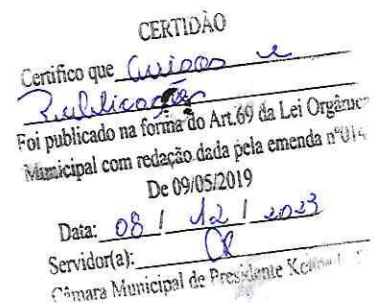 CERTIDÃO
Certifico que Avisos e
Publicações
Foi publicado na forma do Art.69 da Lei Orgânica
Municipal com redação dada pela emenda nº014
De 09/05/2019
Data: 08 / 12 / 2023
Servidor(a):
Câmara Municipal de Presidente